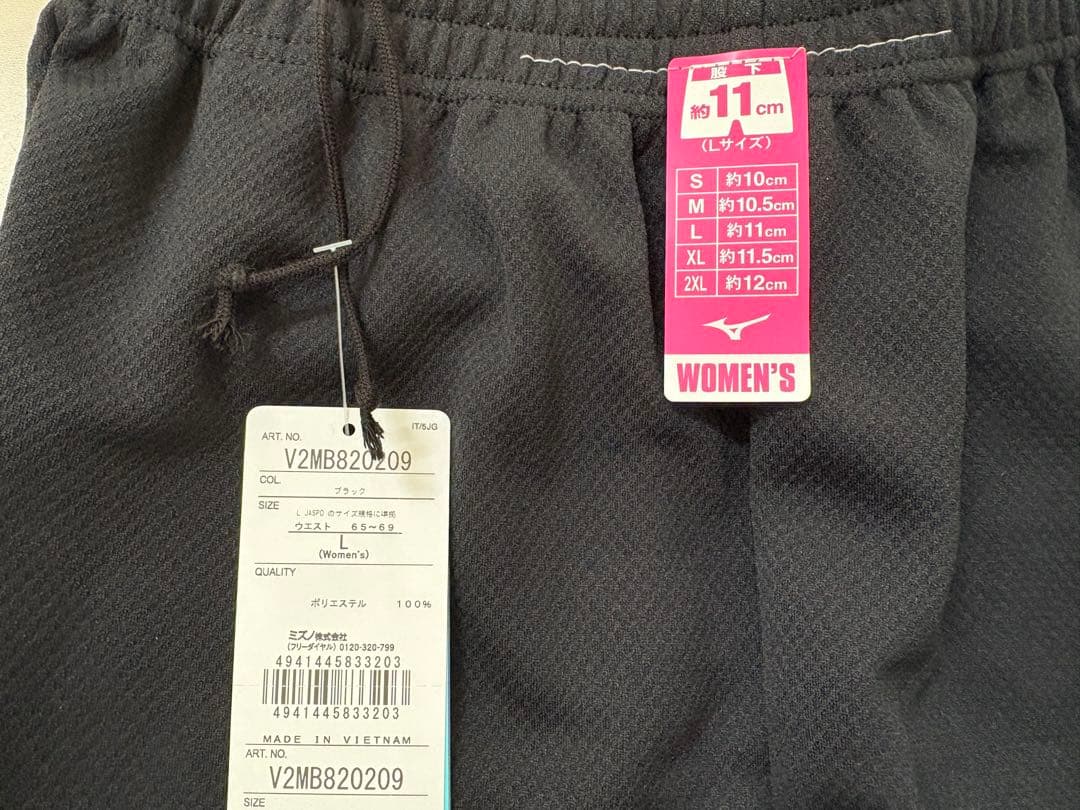 股下
約11cm
(Lサイズ)
S 約10cm
M 約10.5cm
L 約11cm
XL 約11.5cm
2XL 約12cm
WOMEN'S
IT/5JG
ART. NO.
V2MB820209
COL.
ブラック
SIZE
L JASPO のサイズ規格に準拠
ウエスト 65~69
L
(Women's)
QUALITY
ポリエステル 100%
ミズノ株式会社
(フリーダイヤル) 0120-320-799
4941445833203
4941445833203
MADE IN VIETNAM
ART. NO.
V2MB820209
SIZE